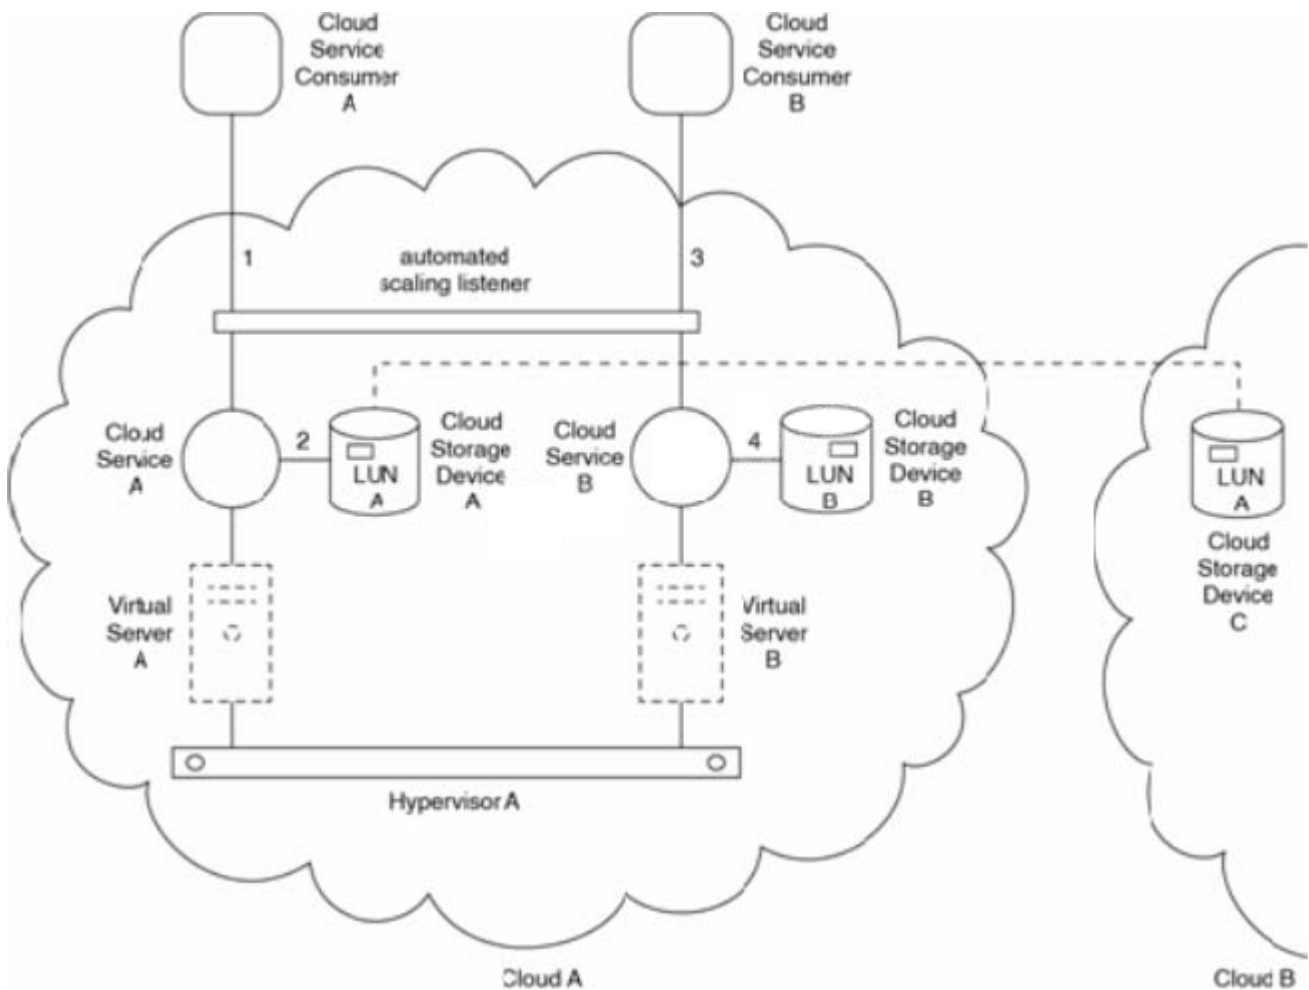 Cloud
Service
Consumer
A
Cloud
Service
Consumer
B
1
automated
scaling listener
3
Cloud
Service
A
2
LUN
A
Cloud
Storage
Device
A
Cloud
Service
B
4
LUN
B
Cloud
Storage
Device
B
LUN
A
Cloud
Storage
Device
C
Virtual
Server
A
Virtual
Server
B
Hypervisor A
Cloud A
Cloud B